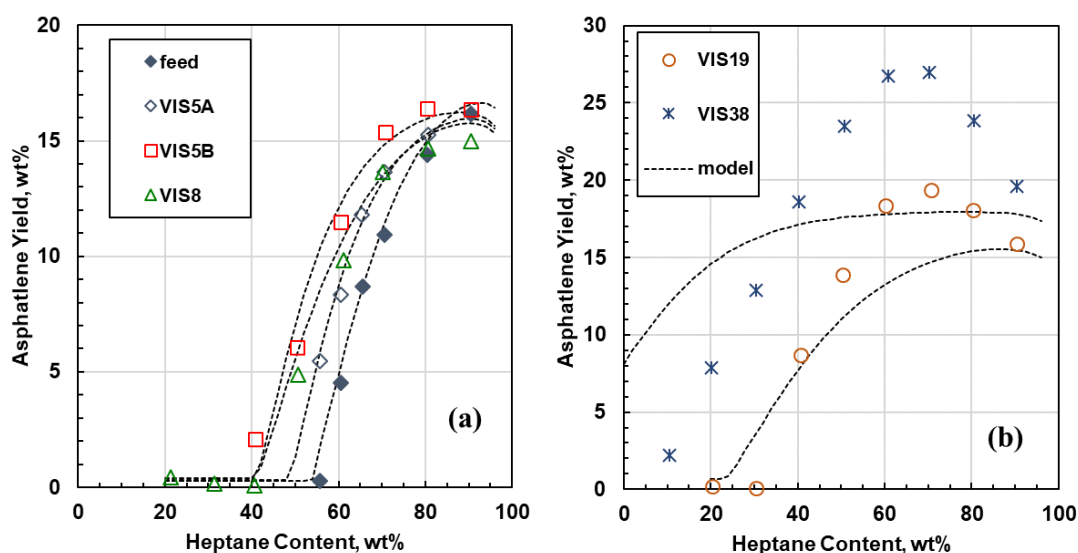 20
15
10
5
0
Asphatlene Yield, wt%
feed
VIS5A
VIS5B
VIS8
(a)
0 20 40 60 80 100
Heptane Content, wt%
30
25
20
15
10
5
0
Asphatlene Yield, wt%
VIS19
VIS38
model
(b)
0 20 40 60 80 100
Heptane Content, wt%